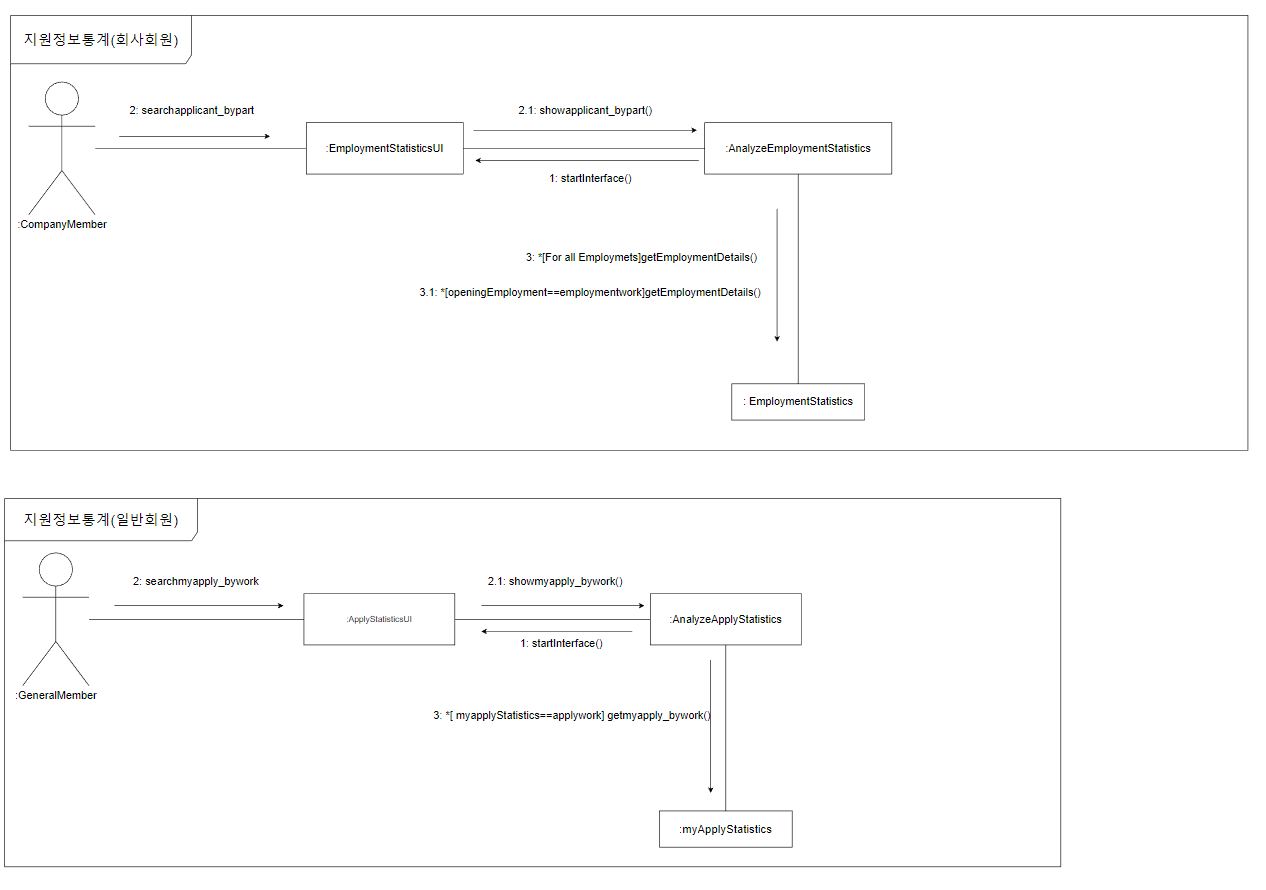 지원정보통계(회사회원)
2: searchapplicant_bypart
2.1: showapplicant_bypart()
:EmploymentStatisticsUI
:AnalyzeEmploymentStatistics
1: startInterface()
:CompanyMember
3: *[For all Employmets]getEmploymentDetails()
3.1: *[openingEmployment==employmentwork]getEmploymentDetails()
: EmploymentStatistics
지원정보통계(일반회원)
2: searchmyapply_bywork
2.1: showmyapply_bywork()
:ApplyStatisticsUI
:AnalyzeApplyStatistics
1: startInterface()
:GeneralMember
3: *[ myapplyStatistics==applywork] getmyapply_bywork()
:myApplyStatistics